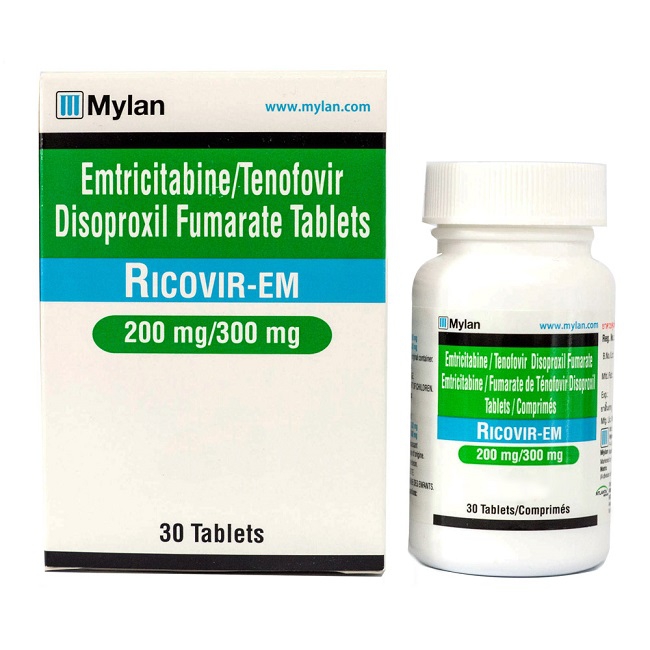 Mylan
www.mylan.com
Emtricitabine/Tenofovir
Disoproxil Fumarate Tablets
RICOVIR-EM
200 mg/300 mg
30 Tablets
Mylan
www.mylan.com
Emtricitabine / Tenofovir Disoproxil Fumarate
Emtricitabine / Fumarate de Ténofovir Disoproxil
Tablets / Comprimés
RICOVIR-EM
200 mg/300 mg
30 Tablets/Comprimés